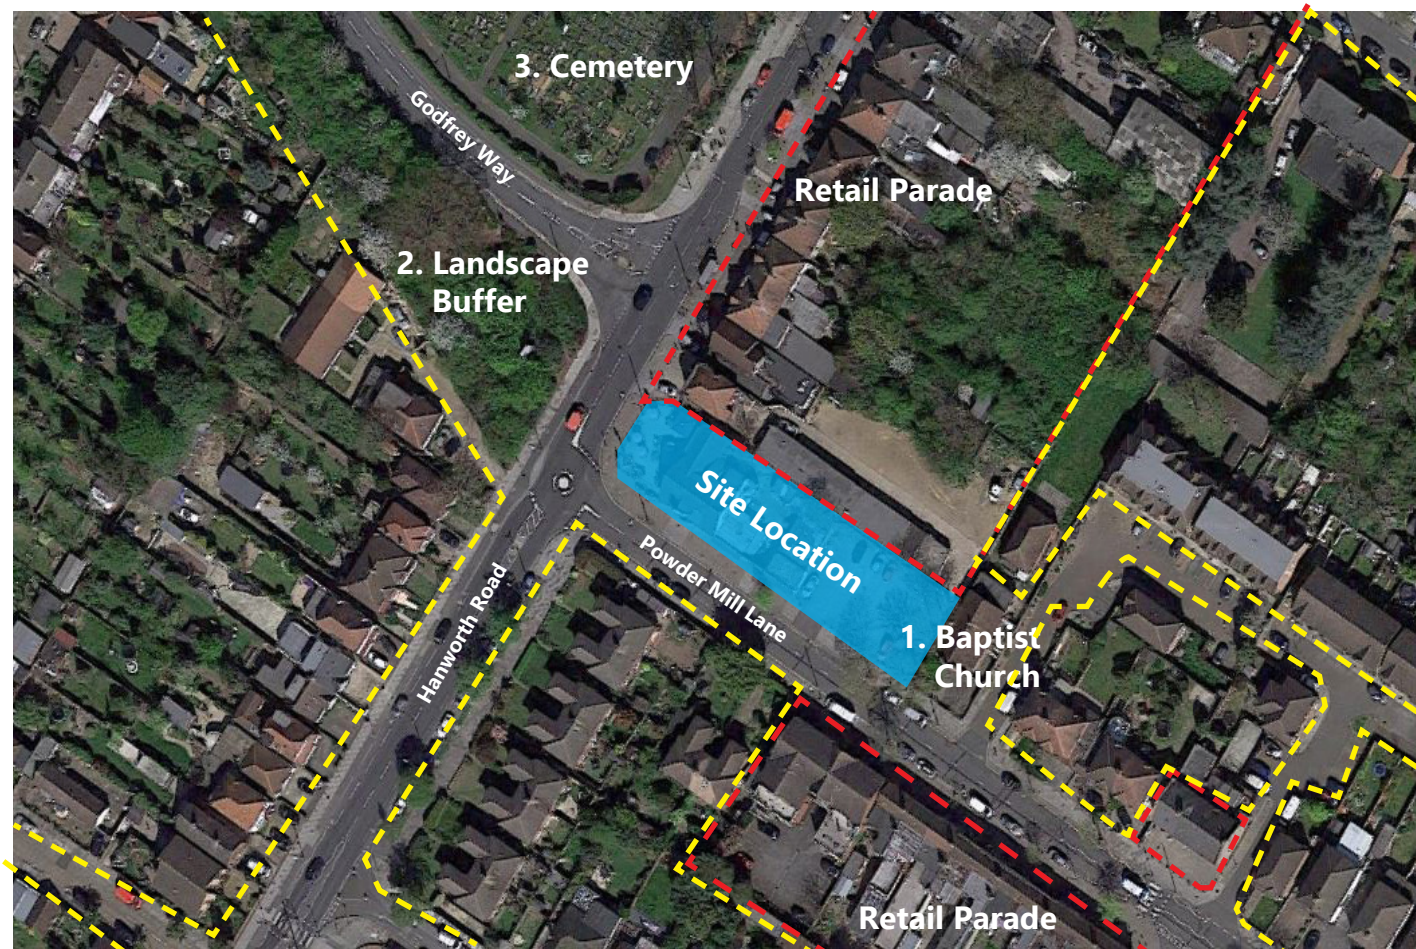 3. Cemetery
Godfrey Way
Retail Parade
2. Landscape
Buffer
Site Location
Powder Mill Lane
Hanworth Road
1. Baptist
Church
Retail Parade